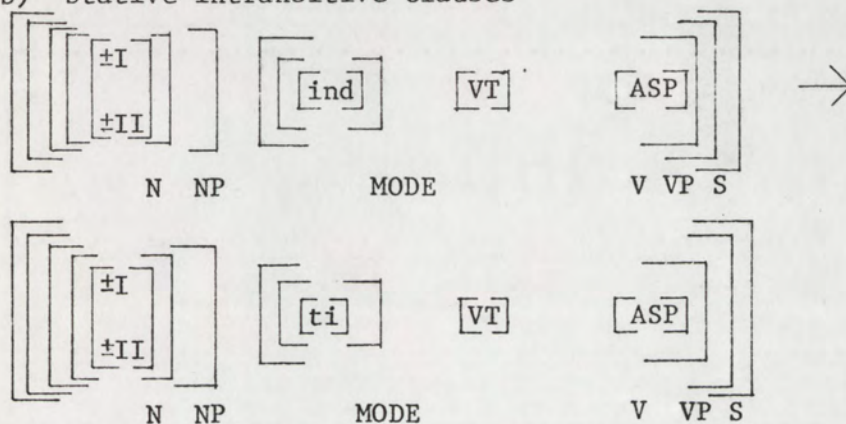 b) Stative Intransitive Clauses
±I
[ind] [VT] [ASP] →
±II
N NP MODE V VP S
±I
[ti] [VT] [ASP]
±II
N NP MODE V VP S